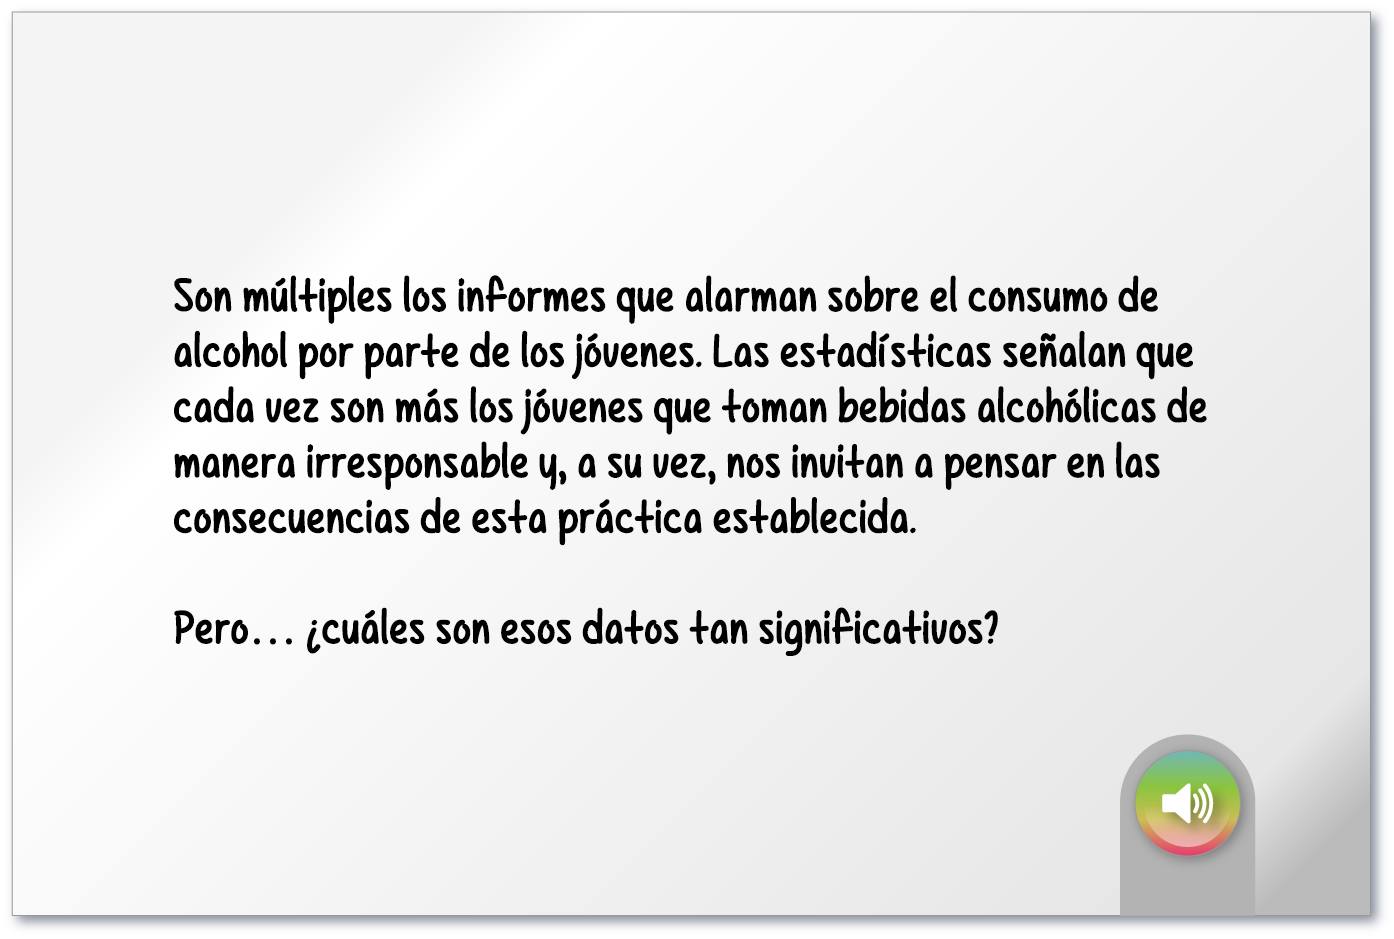 Son múltiples los informes que alarman sobre el consumo de
alcohol por parte de los jóvenes. Las estadísticas señalan que
cada vez son más los jóvenes que toman bebidas alcohólicas de
manera irresponsable y, a su vez, nos invitan a pensar en las
consecuencias de esta práctica establecida.
Pero... ¿cuáles son esos datos tan significativos?